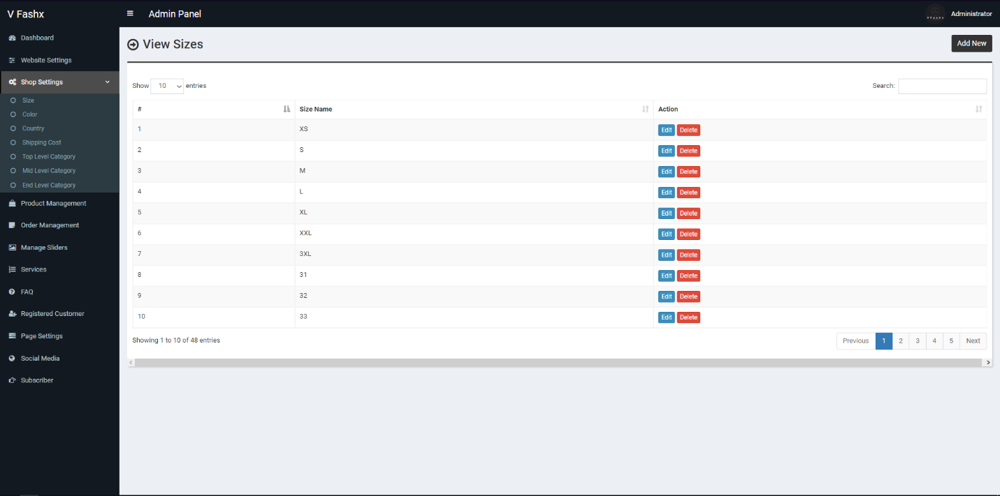 V Fashx
Admin Panel
Administrator
Dashboard
Website Settings
Shop Settings
Size
Color
Country
Shipping Cost
Top Level Category
Mid Level Category
End Level Category
Product Management
Order Management
Manage Sliders
Services
FAQ
Registered Customer
Page Settings
Social Media
Subscriber
View Sizes
Add New
Show 10 entries
Search:
# Size Name Action
1 XS Edit Delete
2 S Edit Delete
3 M Edit Delete
4 L Edit Delete
5 XL Edit Delete
6 XXL Edit Delete
7 3XL Edit Delete
8 31 Edit Delete
9 32 Edit Delete
10 33 Edit Delete
Showing 1 to 10 of 48 entries
Previous 1 2 3 4 5 Next